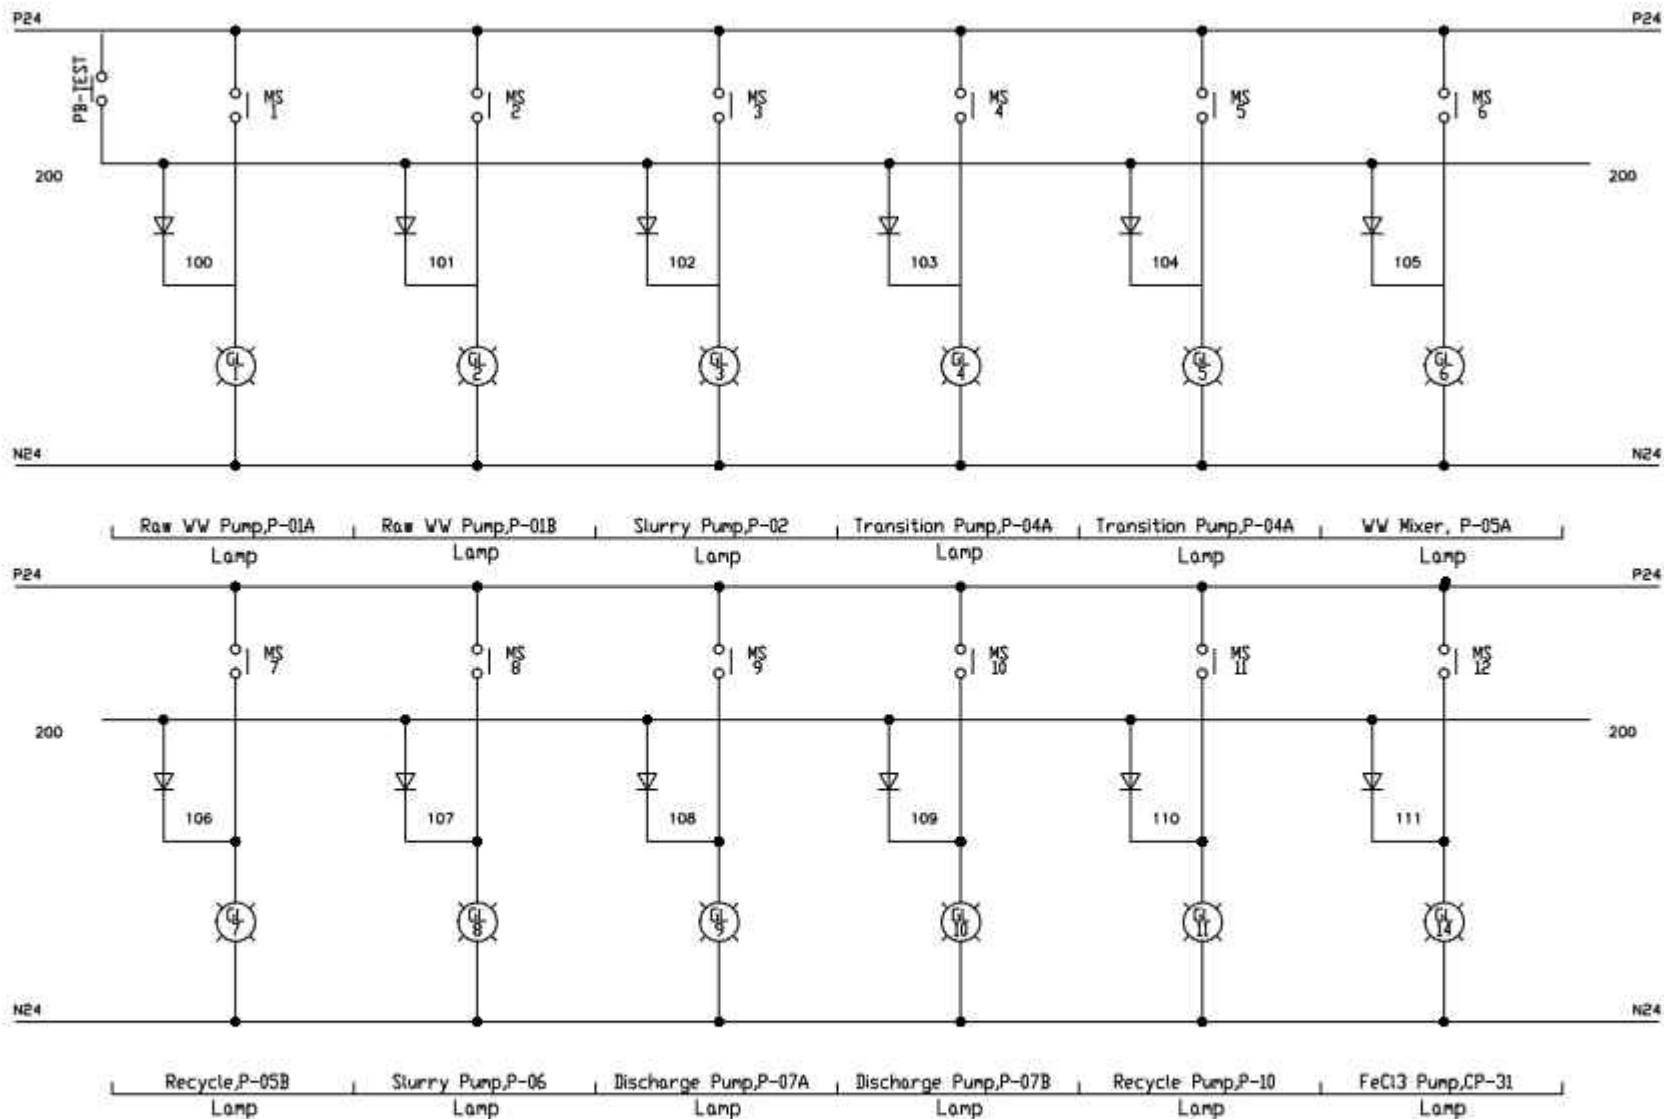 P24 P24
PB-TEST
MS 1 MS 2 MS 3 MS 4 MS 5 MS 6
200 200
100 101 102 103 104 105
GL 1 GL 2 GL 3 GL 4 GL 5 GL 6
N24 N24
Raw WW Pump,P-01A Raw WW Pump,P-01B Slurry Pump,P-02 Transition Pump,P-04A Transition Pump,P-04A WW Mixer, P-05A
Lamp Lamp Lamp Lamp Lamp Lamp
P24 P24
MS 7 MS 8 MS 9 MS 10 MS 11 MS 12
200 200
106 107 108 109 110 111
GL 7 GL 8 GL 9 GL 10 GL 11 GL 14
N24 N24
Recycle,P-05B Slurry Pump,P-06 Discharge Pump,P-07A Discharge Pump,P-07B Recycle Pump,P-10 FeCl3 Pump,CP-31
Lamp Lamp Lamp Lamp Lamp Lamp